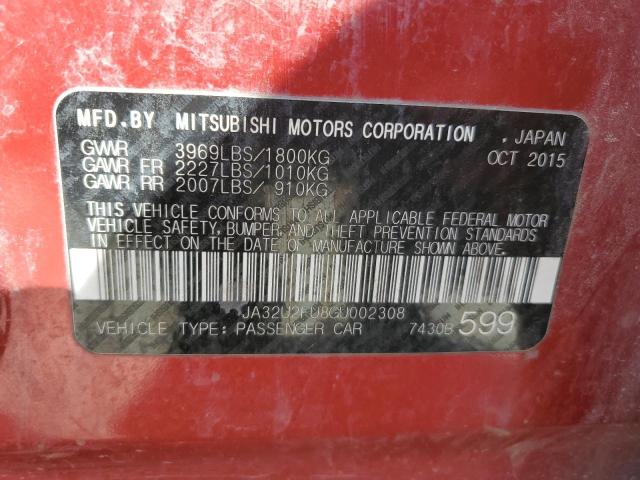 MFD.BY MITSUBISHI MOTORS CORPORATION . JAPAN
GVWR 3969LBS/1800KG OCT 2015
GAWR FR 2227LBS/1010KG
GAWR RR 2007LBS/ 910KG
THIS VEHICLE CONFORMS TO ALL APPLICABLE FEDERAL MOTOR
VEHICLE SAFETY, BUMPER, AND THEFT PREVENTION STANDARDS
IN EFFECT ON THE DATE OF MANUFACTURE SHOWN ABOVE.
JA32U2FU8GU002308
VEHICLE TYPE: PASSENGER CAR 7430B 599